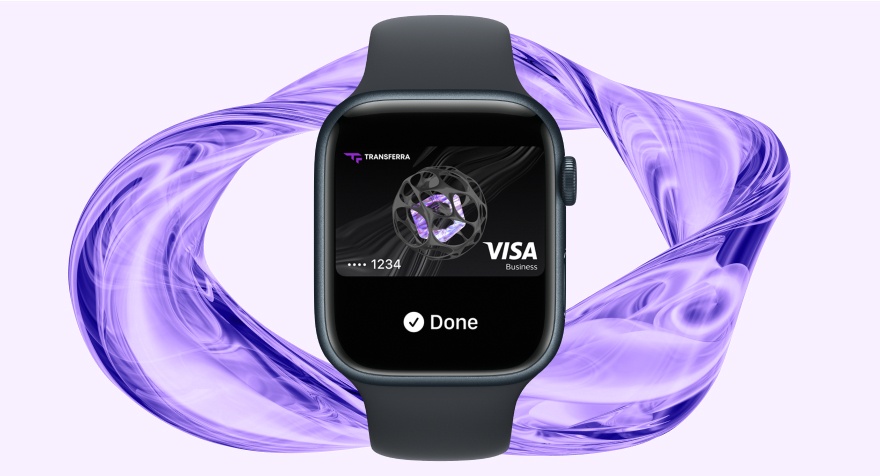 TRANSFERRA
•••• 1234
VISA
Business
Done